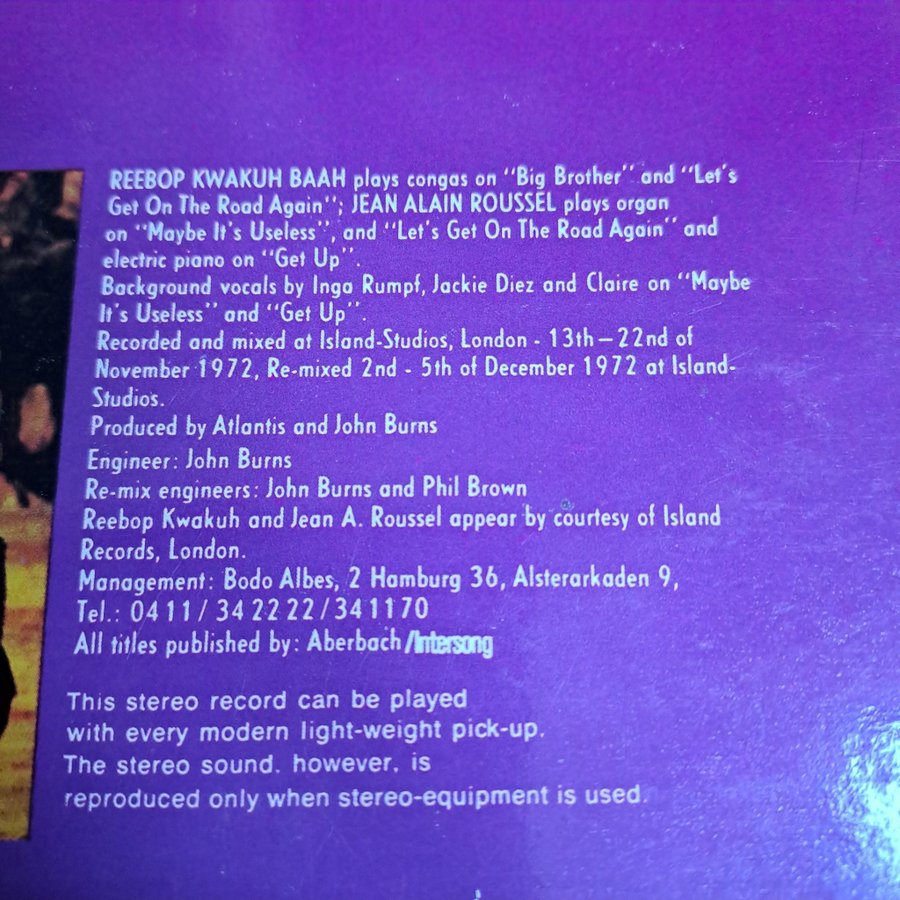 REEBOP KWAKUH BAAH plays congas on "Big Brother" and "Let's
Get On The Road Again"; JEAN ALAIN ROUSSEL plays organ
on "Maybe It's Useless", and "Let's Get On The Road Again" and
electric piano on "Get Up".
Background vocals by Inga Rumpf, Jackie Diez and Claire on "Maybe
It's Useless" and "Get Up".
Recorded and mixed at Island-Studios, London - 13th—22nd of
November 1972, Re-mixed 2nd - 5th of December 1972 at Island-
Studios.
Produced by Atlantis and John Burns
Engineer: John Burns
Re-mix engineers: John Burns and Phil Brown
Reebop Kwakuh and Jean A. Roussel appear by courtesy of Island
Records, London.
Management: Bodo Albes, 2 Hamburg 36, Alsterarkaden 9,
Tel.: 0411/342222/341170
All titles published by: Aberbach/Intersong
This stereo record can be played
with every modern light-weight pick-up.
The stereo sound. however. is
reproduced only when stereo-equipment is used.